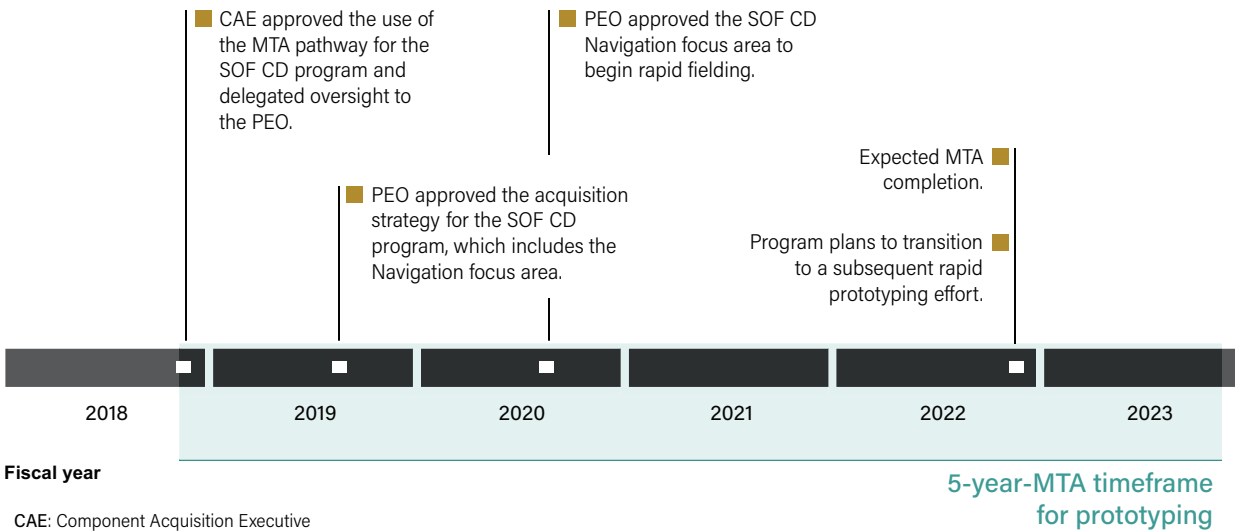 CAE approved the use of
the MTA pathway for the
SOF CD program and
delegated oversight to
the PEO.
PEO approved the acquisition
strategy for the SOF CD
program, which includes the
Navigation focus area.
PEO approved the SOF CD
Navigation focus area to
begin rapid fielding.
Expected MTA
completion.
Program plans to transition
to a subsequent rapid
prototyping effort.
2018 2019 2020 2021 2022 2023
Fiscal year
5-year-MTA timeframe
for prototyping
CAE: Component Acquisition Executive